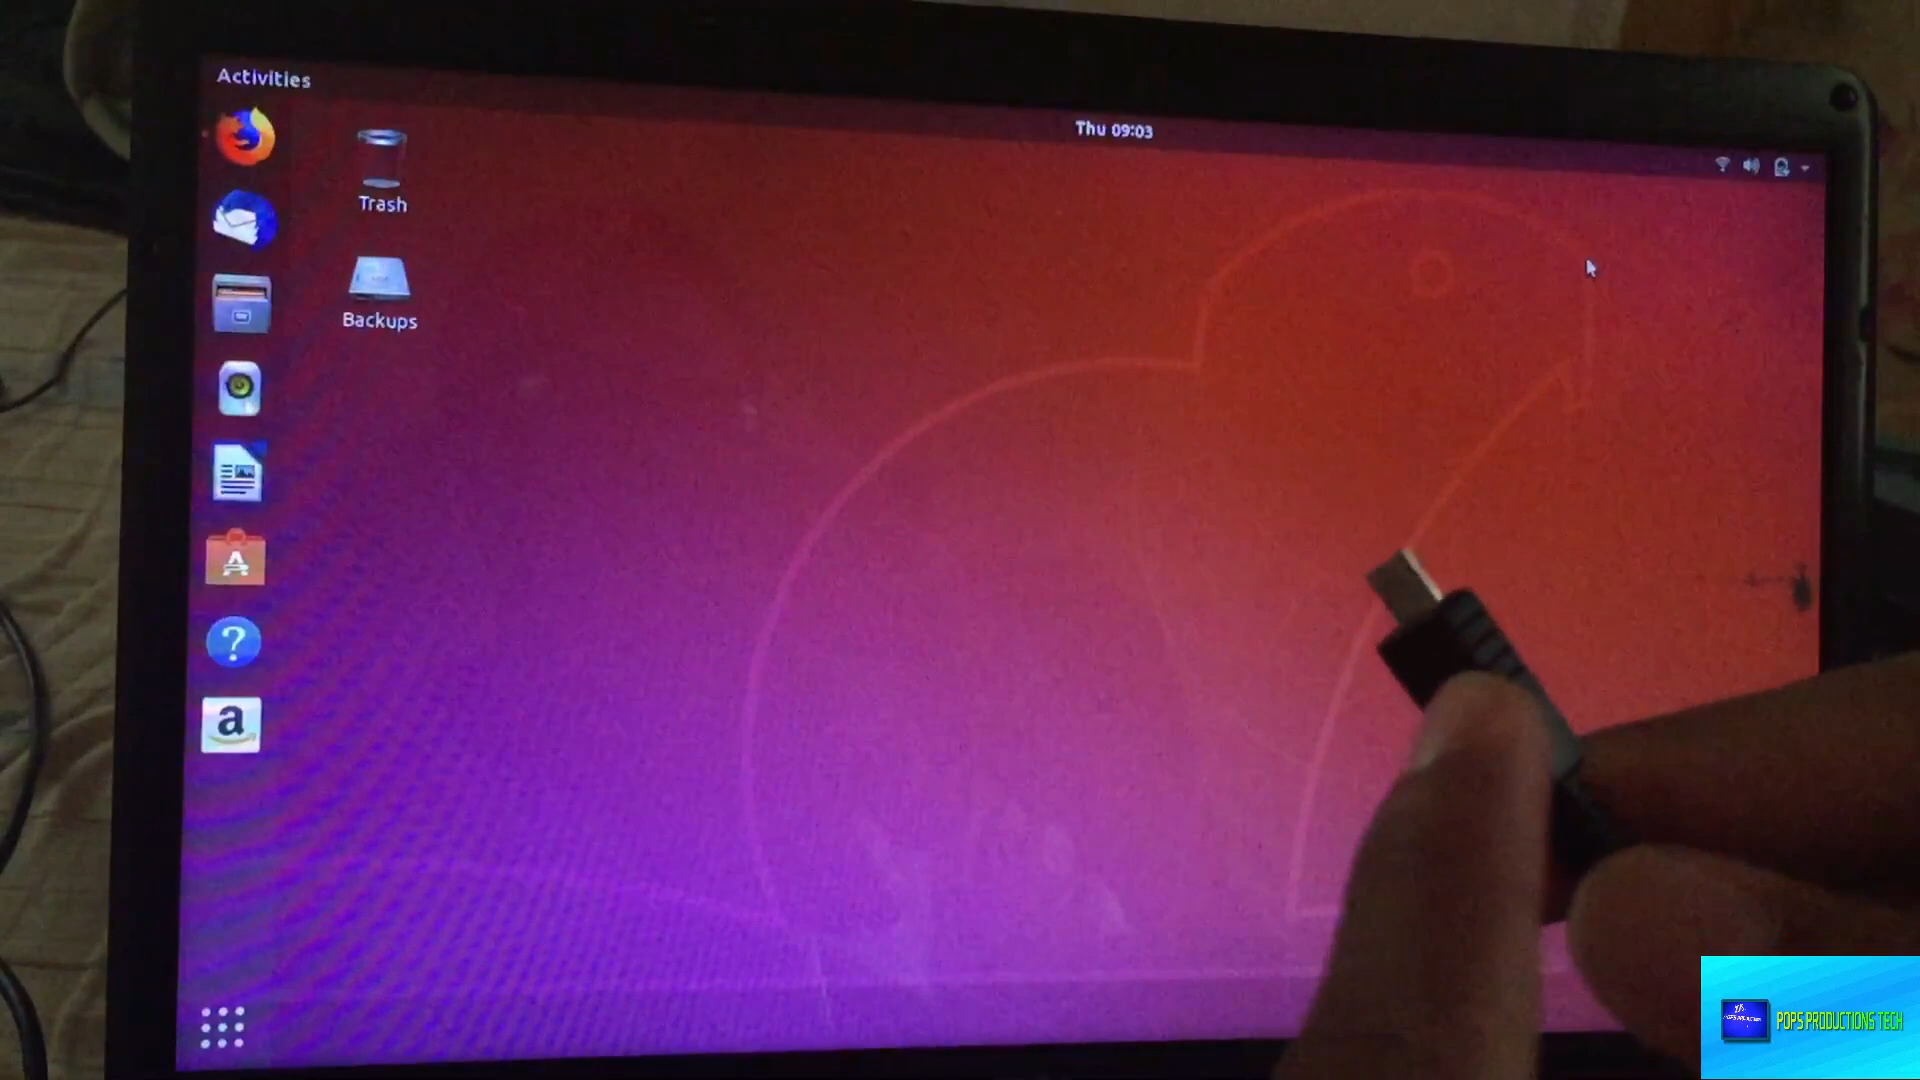 Activities
Thu 09:03
Trash
Backups
POPS PRODUCTIONS TECH